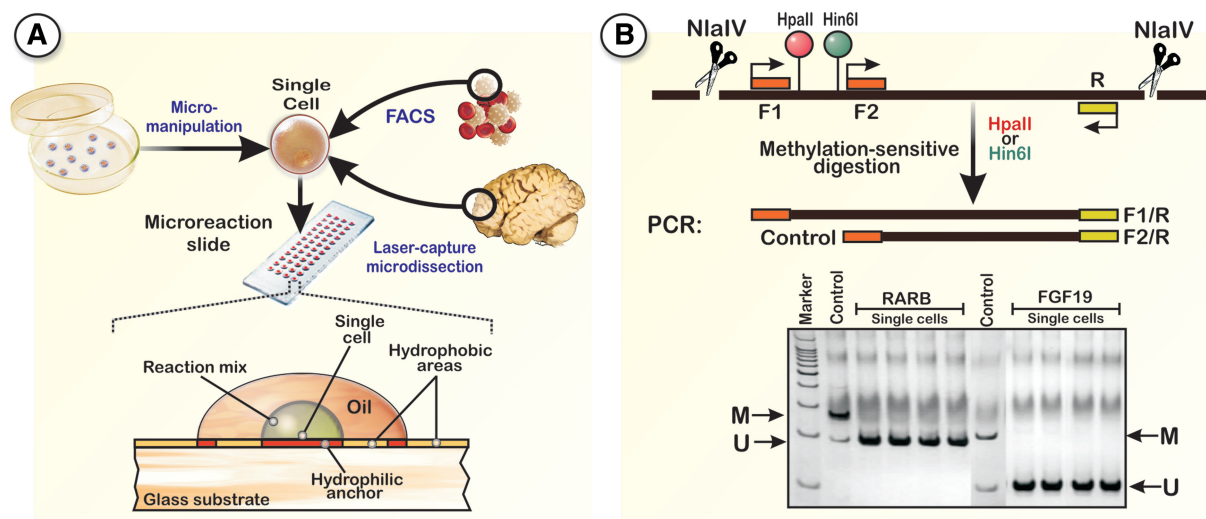 A
Micro-
manipulation
Single
Cell
FACS
Microreaction
slide
Laser-capture
microdissection
Single
cell
Hydrophobic
areas
Reaction mix
Oil
Hydrophilic
anchor
Glass substrate
B
NlaIV
HpaII
Hin6I
NlaIV
F1
F2
R
Methylation-sensitive
digestion
HpaII
or
Hin6I
PCR:
F1/R
Control
F2/R
Marker
Control
RARB
Single cells
Control
FGF19
Single cells
M
U
M
U